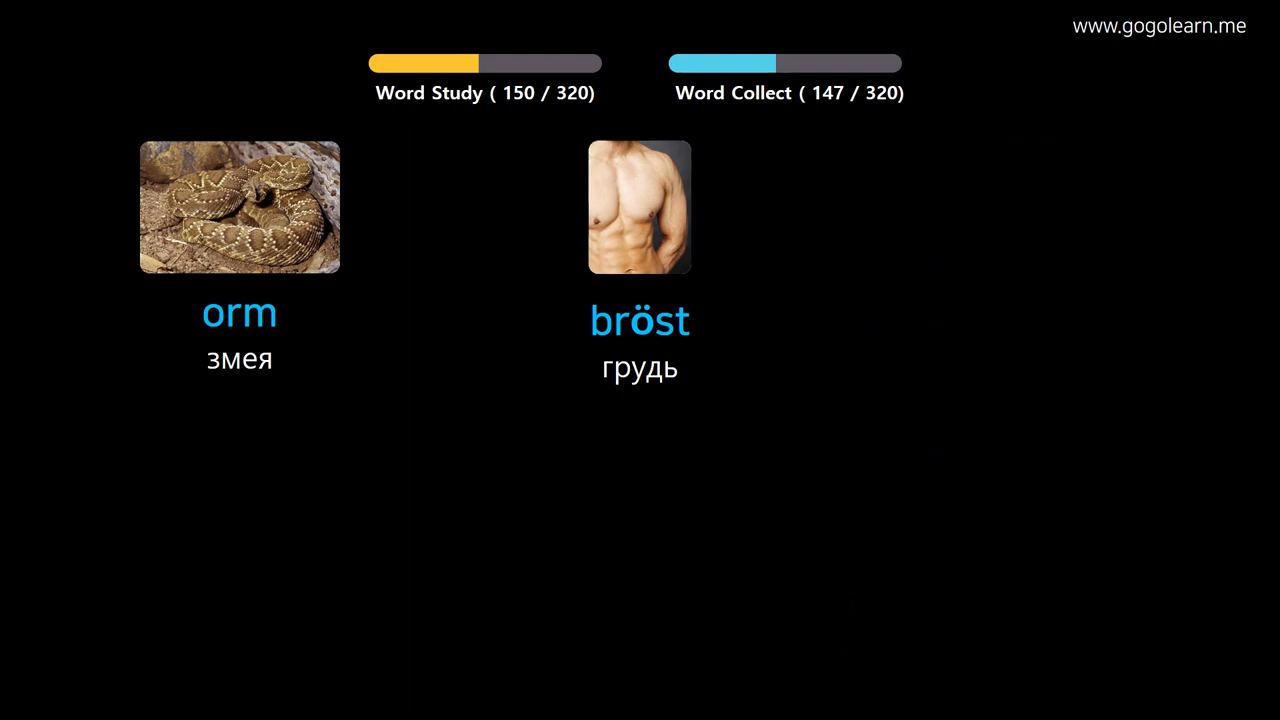 www.gogolearn.me
Word Study ( 150 / 320)
Word Collect ( 147 / 320)
orm
змея
bröst
грудь